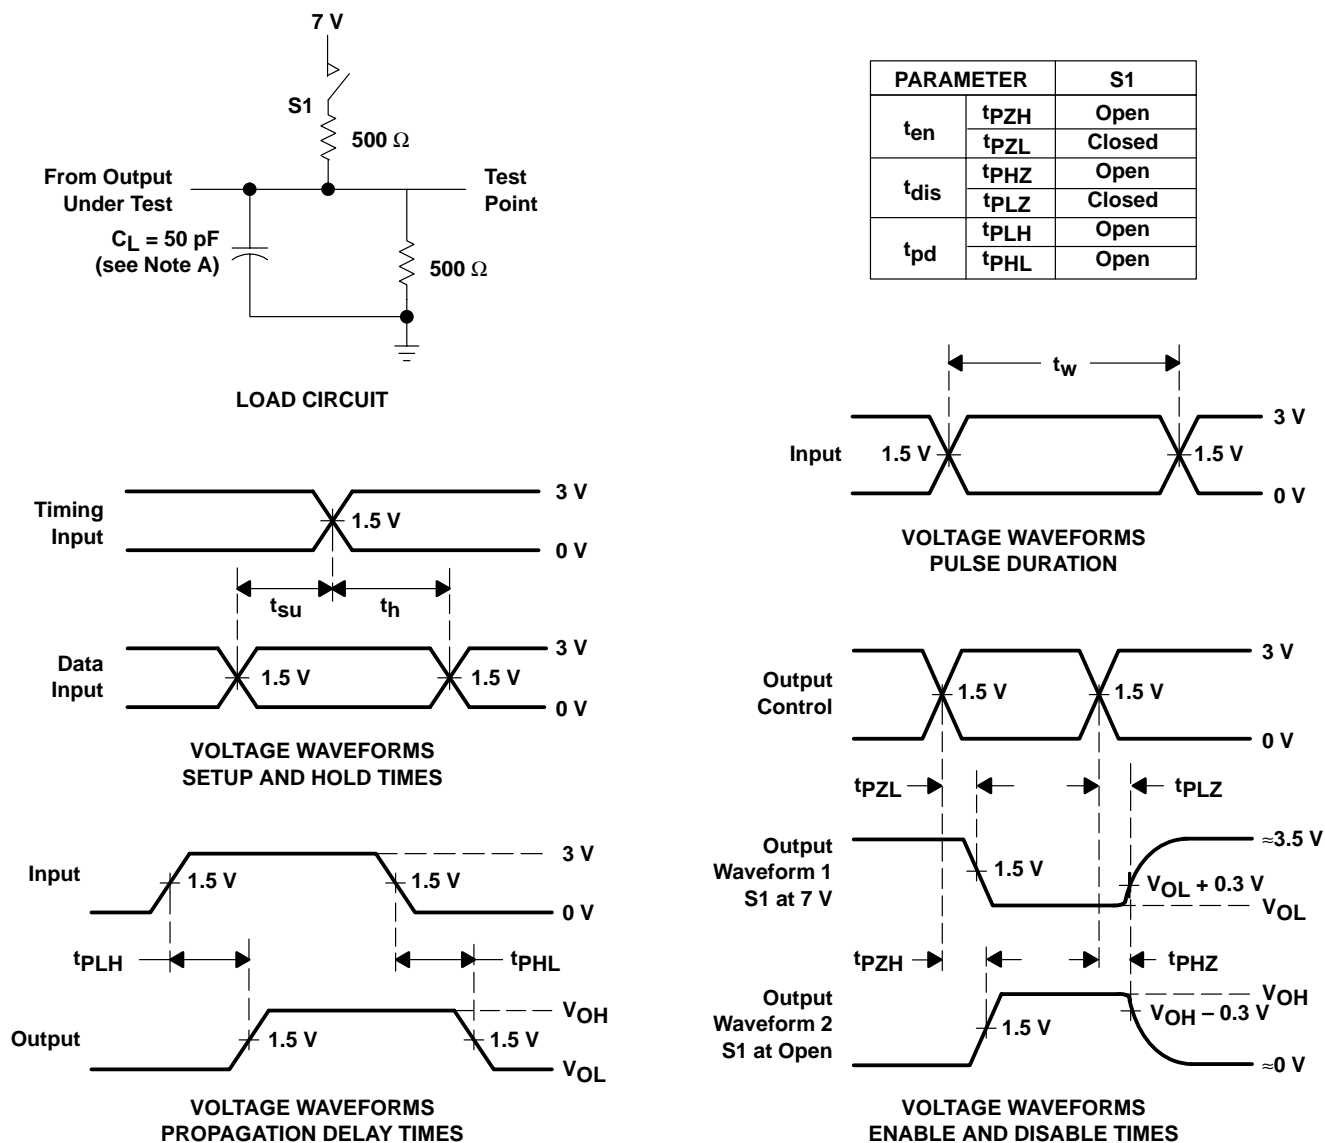 7 V
S1
500 Ω
From Output
Under Test
Test
Point
CL = 50 pF
(see Note A)
500 Ω
LOAD CIRCUIT
PARAMETER S1
ten tPZH Open
tPZL Closed
tdis tPHZ Open
tPLZ Closed
tpd tPLH Open
tPHL Open
tw
Input 1.5 V 1.5 V 3 V
0 V
VOLTAGE WAVEFORMS
PULSE DURATION
Timing
Input
1.5 V
3 V
0 V
tsu th
Data
Input
1.5 V 1.5 V
3 V
0 V
VOLTAGE WAVEFORMS
SETUP AND HOLD TIMES
Input
1.5 V 1.5 V
3 V
0 V
tPLH tPHL
Output
1.5 V 1.5 V
VOH
VOL
VOLTAGE WAVEFORMS
PROPAGATION DELAY TIMES
Output
Control
1.5 V 1.5 V
3 V
0 V
tPZL tPLZ
Output
Waveform 1
S1 at 7 V
1.5 V
≈3.5 V
VOL + 0.3 V
VOL
tPZH tPHZ
Output
Waveform 2
S1 at Open
1.5 V
VOH
VOH – 0.3 V
≈0 V
VOLTAGE WAVEFORMS
ENABLE AND DISABLE TIMES